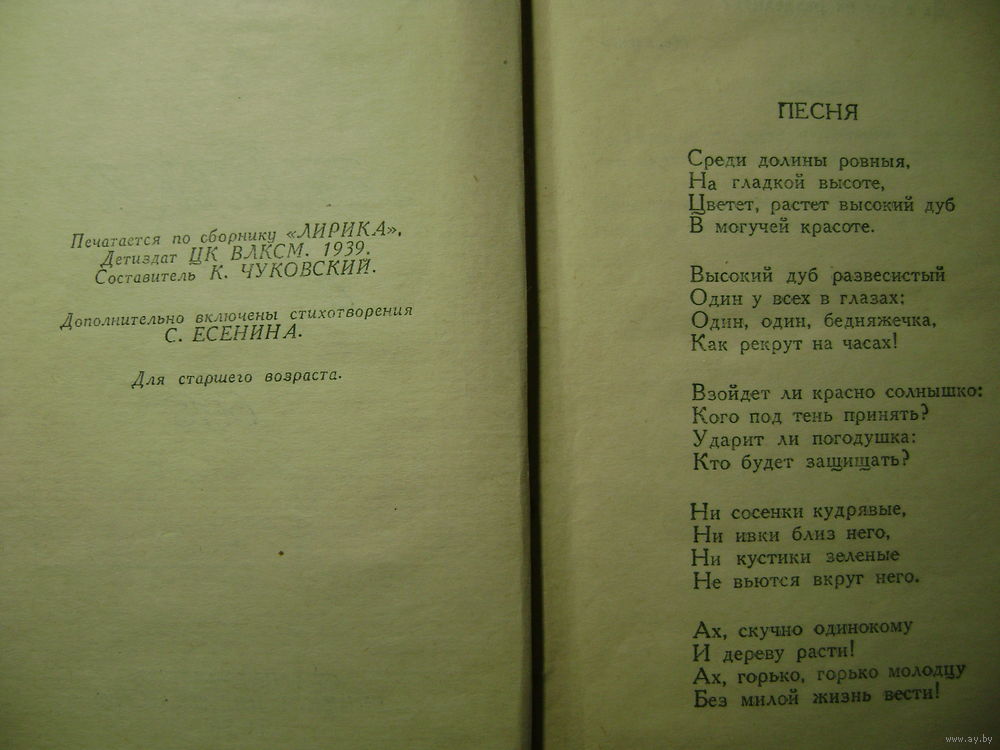 Печатается по сборнику «ЛИРИКА»,
Детиздат ЦК ВЛКСМ. 1939.
Составитель К. ЧУКОВСКИЙ.
Дополнительно включены стихотворения
С. ЕСЕНИНА.
Для старшего возраста.
ПЕСНЯ
Среди долины ровныя,
На гладкой высоте,
Цветет, растет высокий дуб
В могучей красоте.
Высокий дуб развесистый
Один у всех в глазах:
Один, один, бедняжечка,
Как рекрут на часах!
Взойдет ли красно солнышко:
Кого под тень принять?
Ударит ли погодушка:
Кто будет защищать?
Ни сосенки кудрявые,
Ни ивки близ него,
Ни кустики зеленые
Не вьются вкруг него.
Ах, скучно одинокому
И дереву расти!
Ах, горько, горько молодцу
Без милой жизнь вести!
www.ay.by